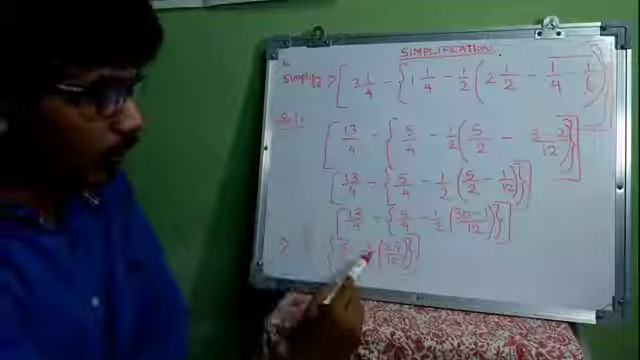 SIMPLIFICATION
Simplify ⇒ [3 1/4 - {1 1/4 - 1/2 (2 1/2 - 1/4 - 1/6)}]
Sol:
[13/4 - {5/4 - 1/2 (5/2 - 3-2/12)}]
[13/4 - {5/4 - 1/2 (5/2 - 1/12)}]
[13/4 - {5/4 - 1/2 (30-1/12)}]
(29/12)}]